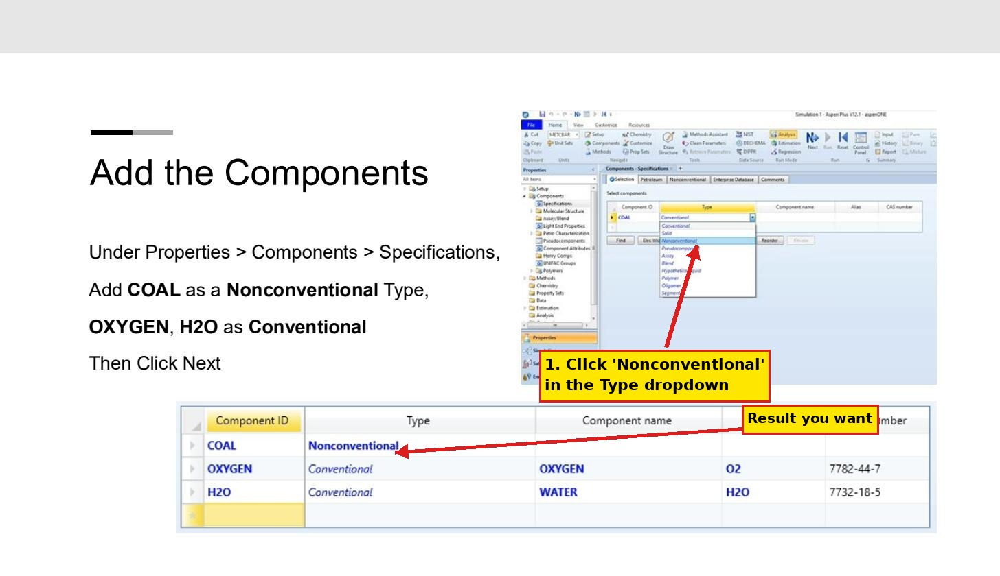 Add the Components
Under Properties > Components > Specifications,
Add COAL as a Nonconventional Type,
OXYGEN, H2O as Conventional
Then Click Next
Simulation 1 - Aspen Plus V12.1 - aspenONE
File Home View Customize Resources
Cut METCBAR Setup Chemistry Methods Assistant NIST Analysis Input Pure
Copy Unit Sets Components Customize Clean Parameters DECHEMA Estimation History Binary
Paste Methods Prop Sets Draw Structure Retrieve Parameters DIPPR Regression Next Run Reset Control Panel Report Mixture
Clipboard Units Navigate Tools Data Source Run Mode Run Summary
Properties
All Items
Setup
Components
Specifications
Molecular Structure
Assay/Blend
Light End Properties
Petro Characterization
Pseudocomponents
Component Attributes
Henry Comps
UNIFAC Groups
Polymers
Methods
Chemistry
Property Sets
Data
Estimation
Analysis
Properties
Components - Specifications
Selection Petroleum Nonconventional Enterprise Database Comments
Select components
Component ID Type Component name Alias CAS number
COAL Conventional
Conventional
Solid
Nonconventional
Assay
Blend
Polymer
Oligomer
Segment
Find Elec Wiz Reorder Review
1. Click 'Nonconventional'
in the Type dropdown
Result you want
Component ID Type Component name
COAL Nonconventional
OXYGEN Conventional OXYGEN O2 7782-44-7
H2O Conventional WATER H2O 7732-18-5